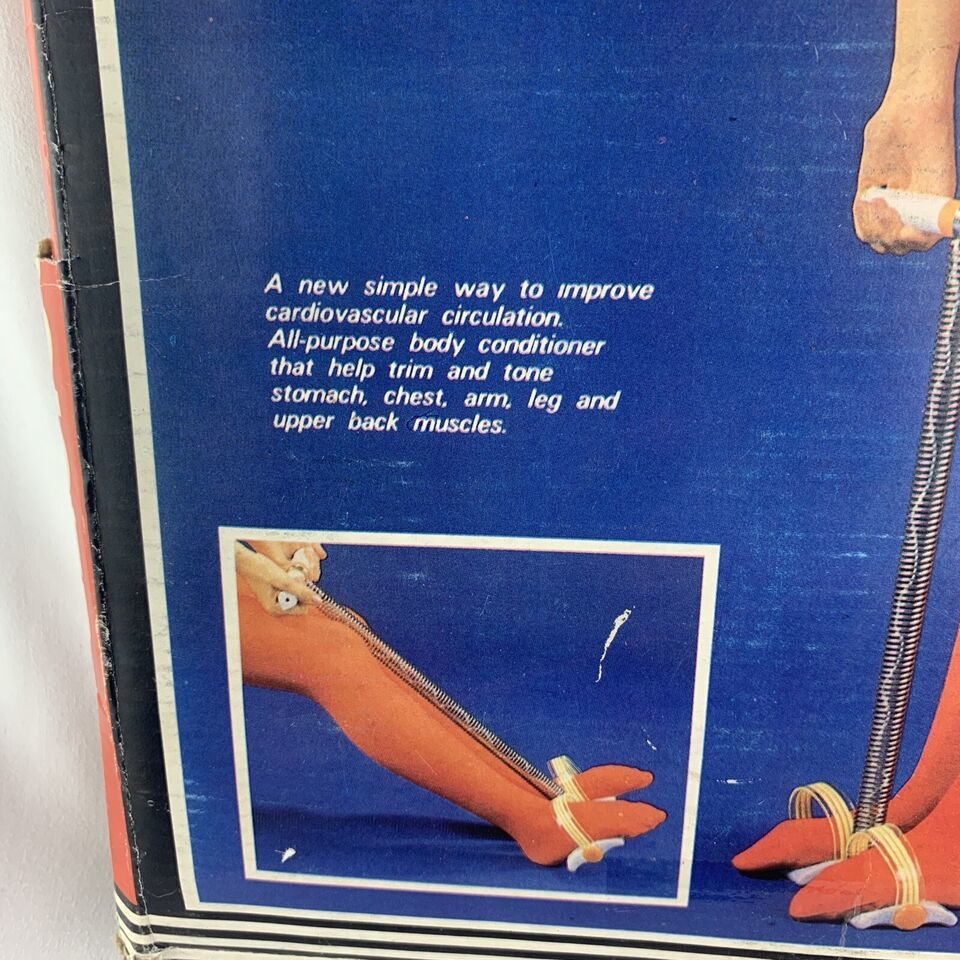 A new simple way to improve
cardiovascular circulation.
All-purpose body conditioner
that help trim and tone
stomach, chest, arm, leg and
upper back muscles.